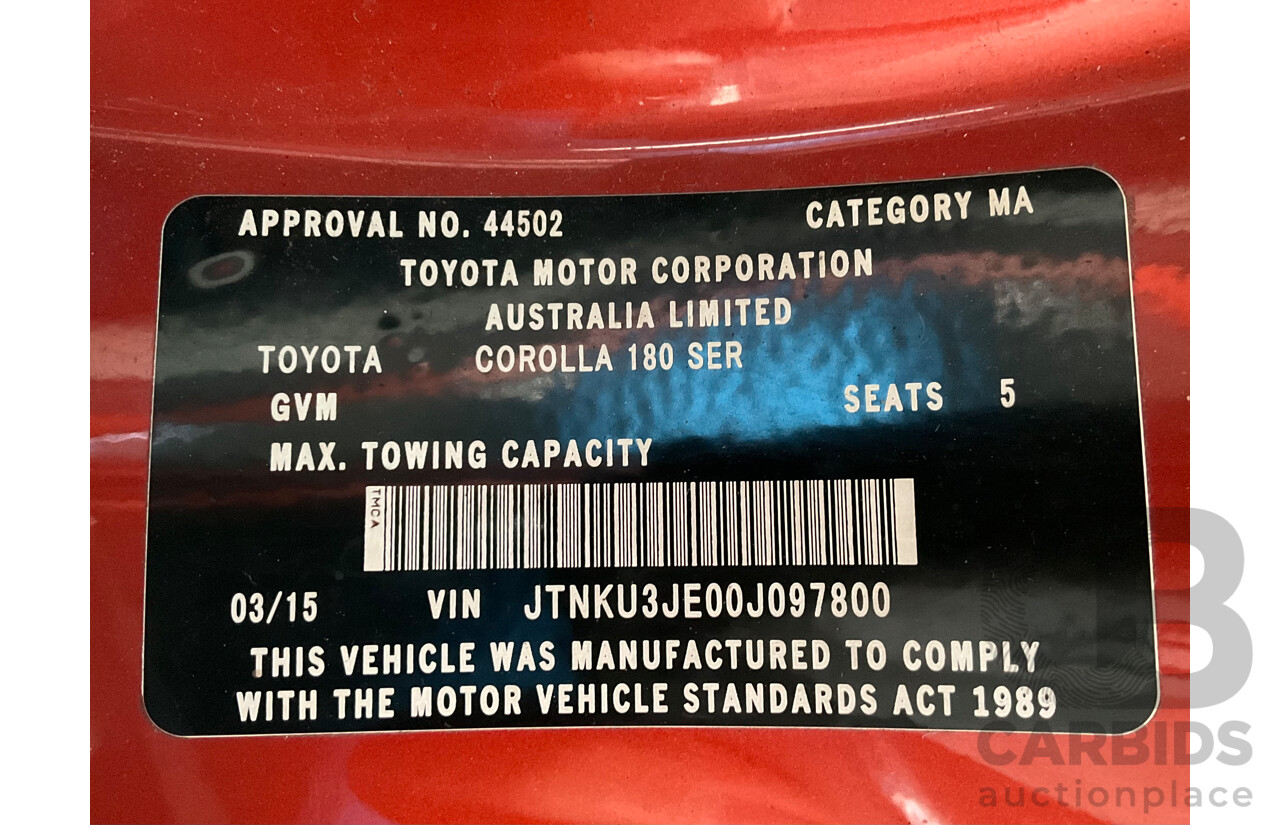 APPROVAL NO. 44502 CATEGORY MA
TOYOTA MOTOR CORPORATION
AUSTRALIA LIMITED
TOYOTA COROLLA 180 SER
GVM SEATS 5
MAX. TOWING CAPACITY
TMCA
03/15 VIN JTNKU3JE00J097800
THIS VEHICLE WAS MANUFACTURED TO COMPLY
WITH THE MOTOR VEHICLE STANDARDS ACT 1989
CB
CARBIDS
auctionplace